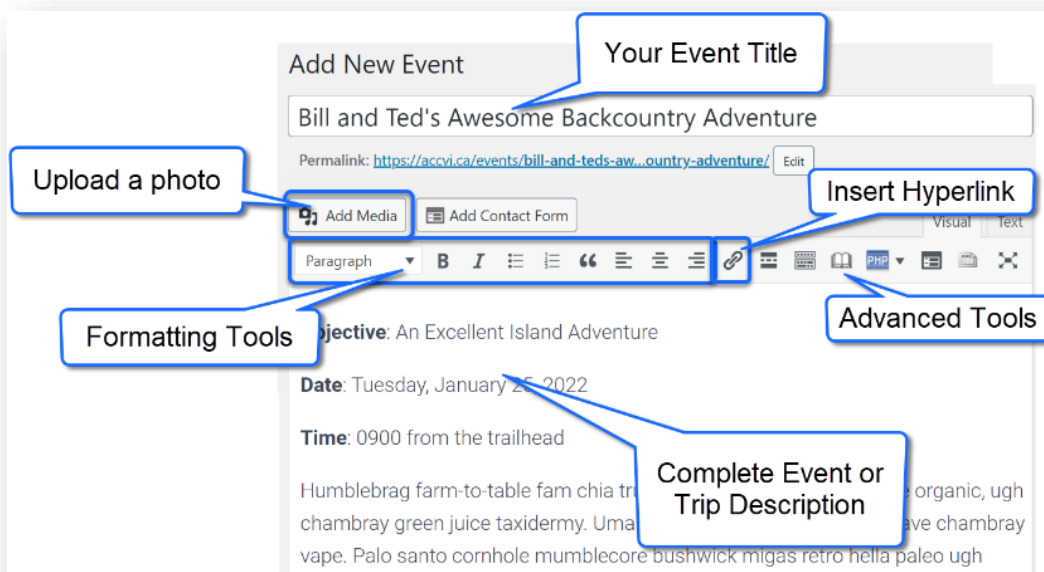 Add New Event
Your Event Title
Bill and Ted's Awesome Backcountry Adventure
Permalink: https://accvi.ca/events/bill-and-teds-aw...ountry-adventure/ Edit
Upload a photo
Insert Hyperlink
Add Media Add Contact Form
Visual Text
Paragraph B I PHP
Formatting Tools
Advanced Tools
jective: An Excellent Island Adventure
Date: Tuesday, January 25, 2022
Time: 0900 from the trailhead
Complete Event or
Trip Description
Humblebrag farm-to-table fam chia organic, ugh
chambray green juice taxidermy. chambray
vape. Palo santo cornhole mumblecore bushwick migas retro hella paleo ugh